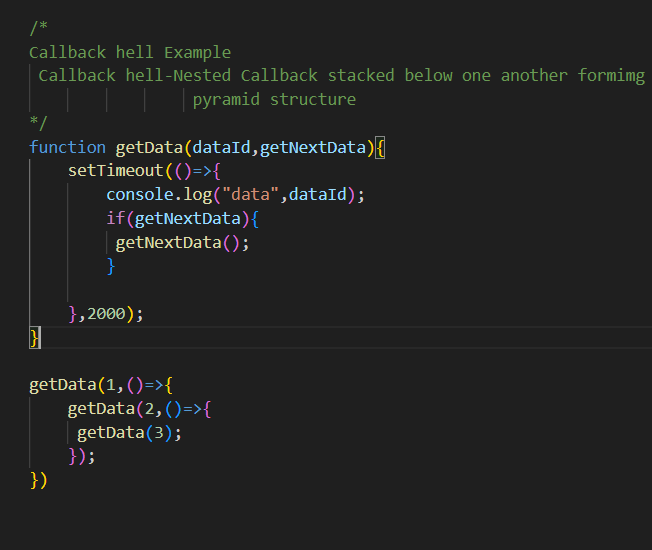 /*
Callback hell Example
 Callback hell-Nested Callback stacked below one another formimg
                 pyramid structure
*/
function getData(dataId,getNextData){
    setTimeout(()=>{
        console.log("data",dataId);
        if(getNextData){
         getNextData();
        }

    },2000);
}

getData(1,()=>{
    getData(2,()=>{
     getData(3);
    });
})